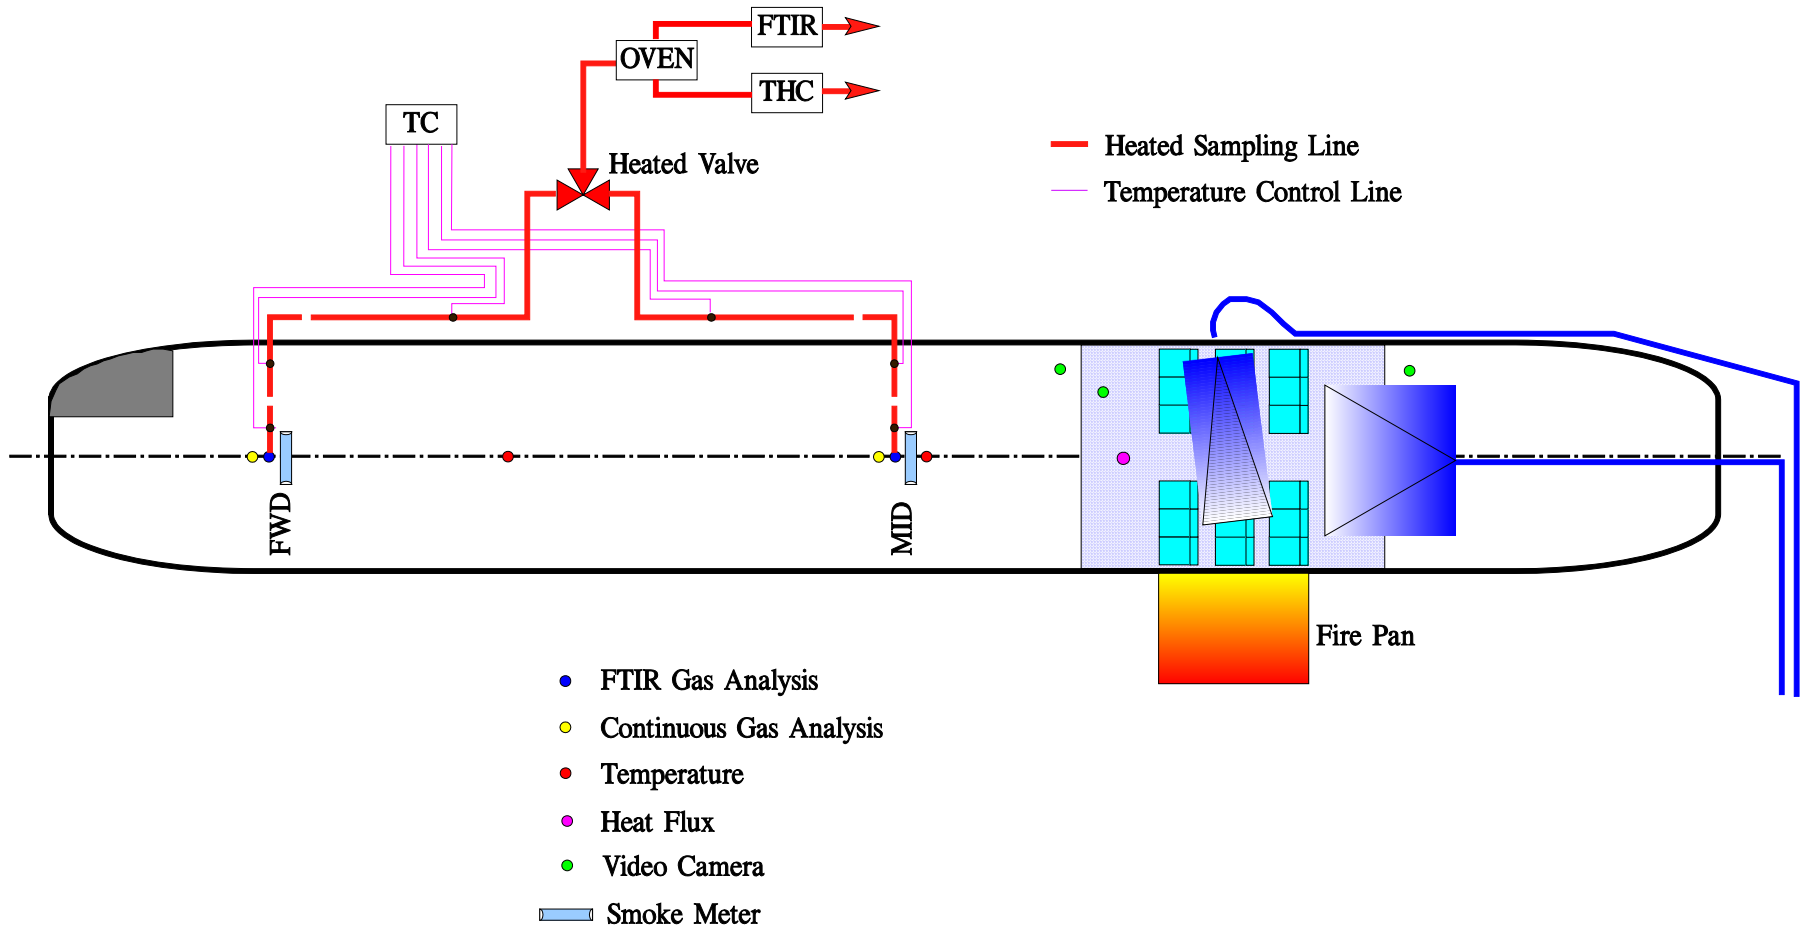 FTIR
OVEN
THC
TC
Heated Valve
Heated Sampling Line
Temperature Control Line
FWD
MID
Fire Pan
FTIR Gas Analysis
Continuous Gas Analysis
Temperature
Heat Flux
Video Camera
Smoke Meter